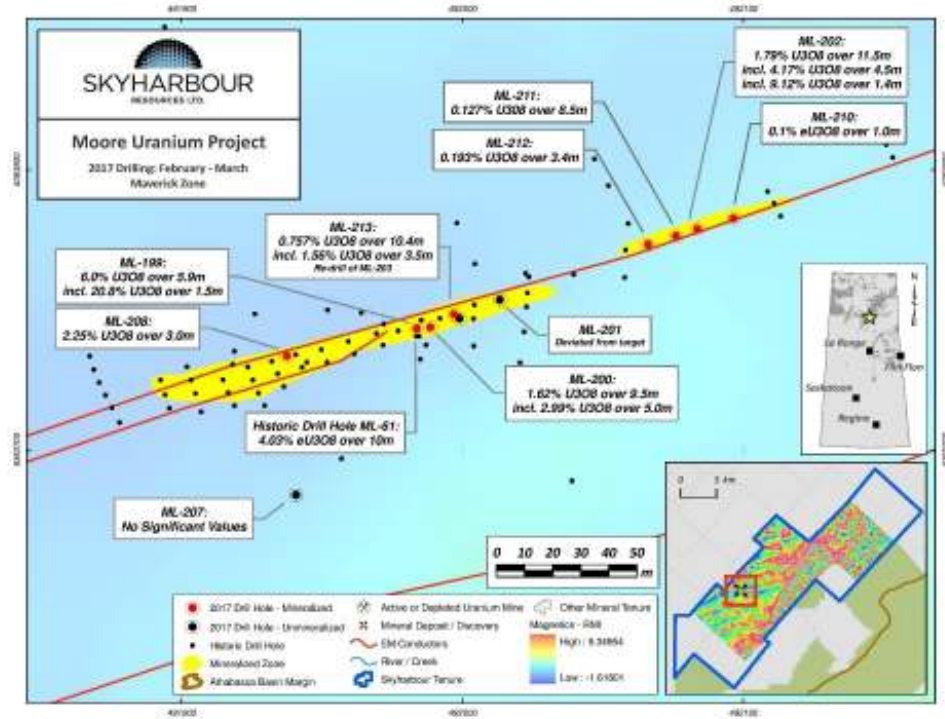 SKYHARBOUR
RESOURCES LTD.
Moore Uranium Project
2017 Drilling: February - March
Maverick Zone
ML-202:
1.79% U3O8 over 11.5m
incl. 4.17% U3O8 over 4.5m
incl. 9.12% U3O8 over 1.4m
ML-211:
0.127% U3O8 over 8.5m
ML-210:
0.1% eU3O8 over 1.0m
ML-212:
0.193% U3O8 over 3.4m
ML-213:
0.757% U3O8 over 10.4m
incl. 1.56% U3O8 over 3.5m
Re-drill of ML-203
ML-199:
6.0% U3O8 over 5.9m
incl. 20.8% U3O8 over 1.5m
ML-208:
2.25% U3O8 over 3.0m
ML-201
Deviated from target
ML-200:
1.62% U3O8 over 9.5m
incl. 2.99% U3O8 over 5.0m
Historic Drill Hole ML-61:
4.03% eU3O8 over 10m
ML-207:
No Significant Values
N
La Ronge
Flin Flon
Saskatoon
Regina
0 10 20 30 40 50
m
2017 Drill Hole - Mineralized
2017 Drill Hole - Unmineralized
Historic Drill Hole
Mineralized Zone
Athabasca Basin Margin
Active or Depleted Uranium Mine
Mineral Deposit / Discovery
EM Conductors
River / Creek
Skyharbour Tenure
Other Mineral Tenure
Magnetics - RMI